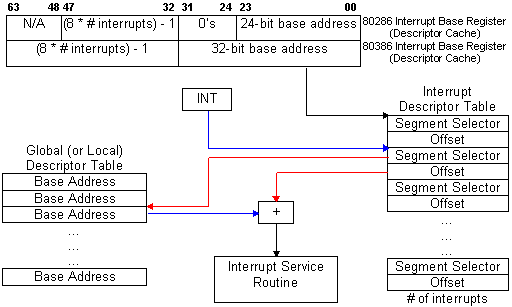 63 48 47 32 31 24 23 00
N/A (8 * # interrupts) - 1 0's 24-bit base address 80286 Interrupt Base Register
(Descriptor Cache)
(8 * # interrupts) - 1 32-bit base address 80386 Interrupt Base Register
(Descriptor Cache)
INT
Interrupt
Descriptor Table
Segment Selector
Offset
Segment Selector
Offset
Segment Selector
Offset
...
...
Segment Selector
Offset
# of interrupts
Global (or Local)
Descriptor Table
Base Address
Base Address
Base Address
...
...
Base Address
+
Interrupt Service
Routine